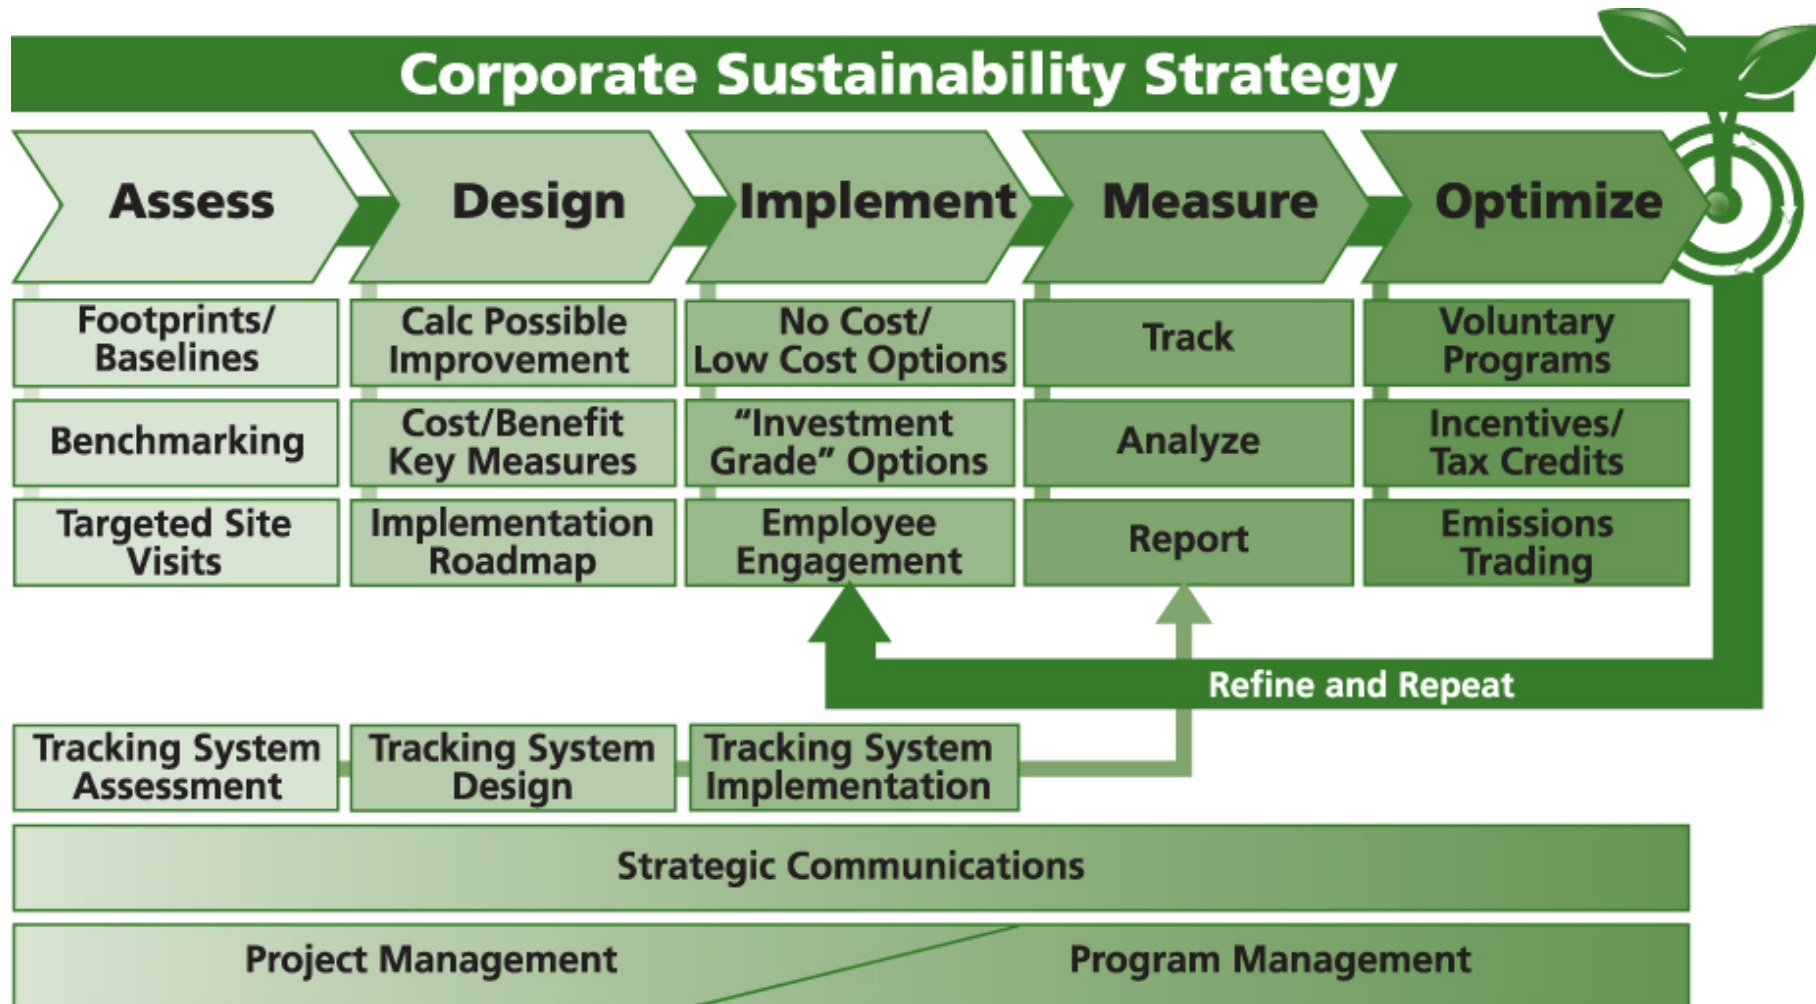 Corporate Sustainability Strategy
Assess
Design
Implement
Measure
Optimize
Footprints/
Baselines
Calc Possible
Improvement
No Cost/
Low Cost Options
Track
Voluntary
Programs
Benchmarking
Cost/Benefit
Key Measures
“Investment
Grade” Options
Analyze
Incentives/
Tax Credits
Targeted Site
Visits
Implementation
Roadmap
Employee
Engagement
Report
Emissions
Trading
Refine and Repeat
Tracking System
Assessment
Tracking System
Design
Tracking System
Implementation
Strategic Communications
Project Management
Program Management